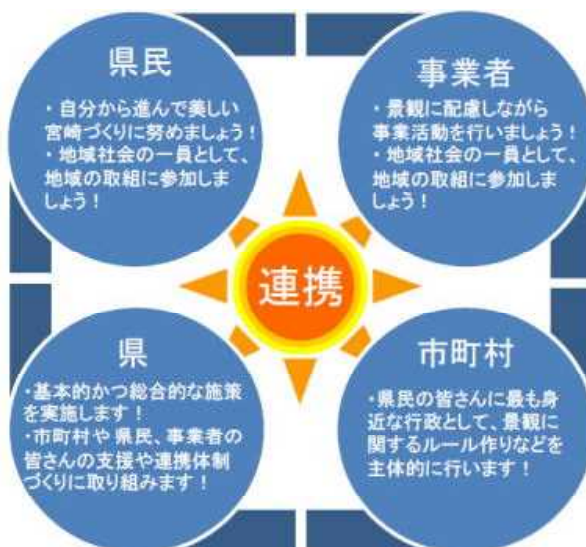 県民
・自分から進んで美しい
宮崎づくりに努めましょう！
・地域社会の一員として、
地域の取組に参加しま
しょう！
事業者
・景観に配慮しながら
事業活動を行いましょう！
・地域社会の一員として、
地域の取組に参加しま
しょう！
連携
県
・基本的かつ総合的な施策
を実施します！
・市町村や県民、事業者の
皆さんの支援や連携体制
づくりに取り組みます！
市町村
・県民の皆さんに最も身
近な行政として、景観に
関するルール作りなどを
主体的に行います！